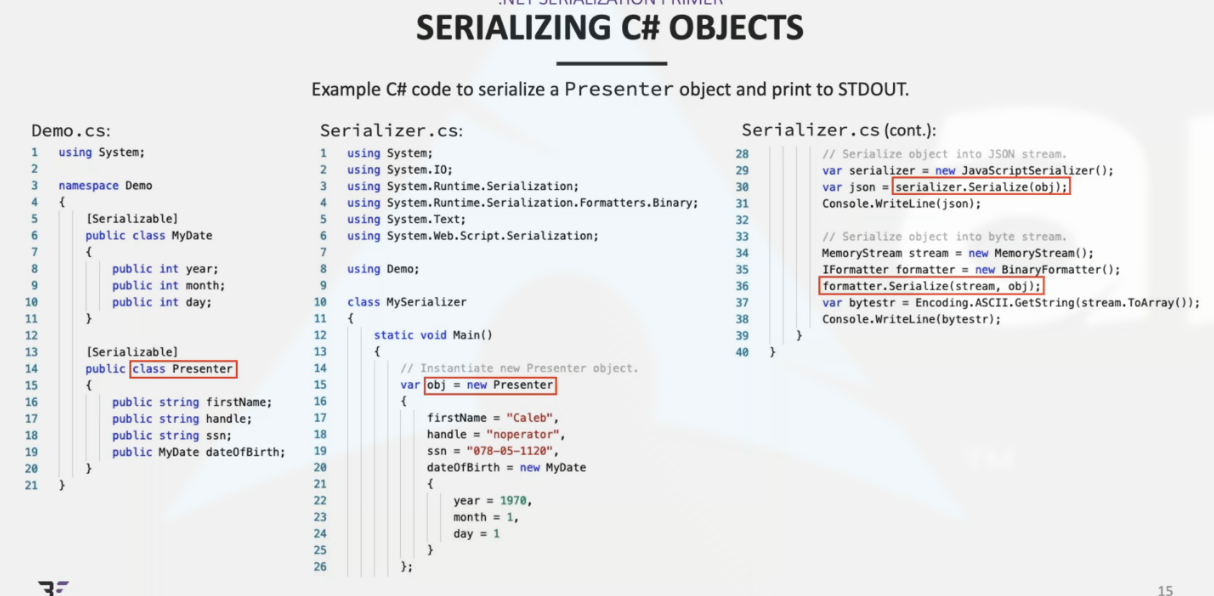 .NET SERIALIZATION PRIMER
SERIALIZING C# OBJECTS
Example C# code to serialize a Presenter object and print to STDOUT.
Demo.cs:
1 using System;
2
3 namespace Demo
4 {
5 [Serializable]
6 public class MyDate
7 {
8 public int year;
9 public int month;
10 public int day;
11 }
12
13 [Serializable]
14 public class Presenter
15 {
16 public string firstName;
17 public string handle;
18 public string ssn;
19 public MyDate dateOfBirth;
20 }
21 }
Serializer.cs:
1 using System;
2 using System.IO;
3 using System.Runtime.Serialization;
4 using System.Runtime.Serialization.Formatters.Binary;
5 using System.Text;
6 using System.Web.Script.Serialization;
7
8 using Demo;
9
10 class MySerializer
11 {
12 static void Main()
13 {
14 // Instantiate new Presenter object.
15 var obj = new Presenter
16 {
17 firstName = "Caleb",
18 handle = "noperator",
19 ssn = "078-05-1120",
20 dateOfBirth = new MyDate
21 {
22 year = 1970,
23 month = 1,
24 day = 1
25 }
26 };
Serializer.cs (cont.):
28 // Serialize object into JSON stream.
29 var serializer = new JavaScriptSerializer();
30 var json = serializer.Serialize(obj);
31 Console.WriteLine(json);
32
33 // Serialize object into byte stream.
34 MemoryStream stream = new MemoryStream();
35 IFormatter formatter = new BinaryFormatter();
36 formatter.Serialize(stream, obj);
37 var bytestr = Encoding.ASCII.GetString(stream.ToArray());
38 Console.WriteLine(bytestr);
39 }
40 }
15